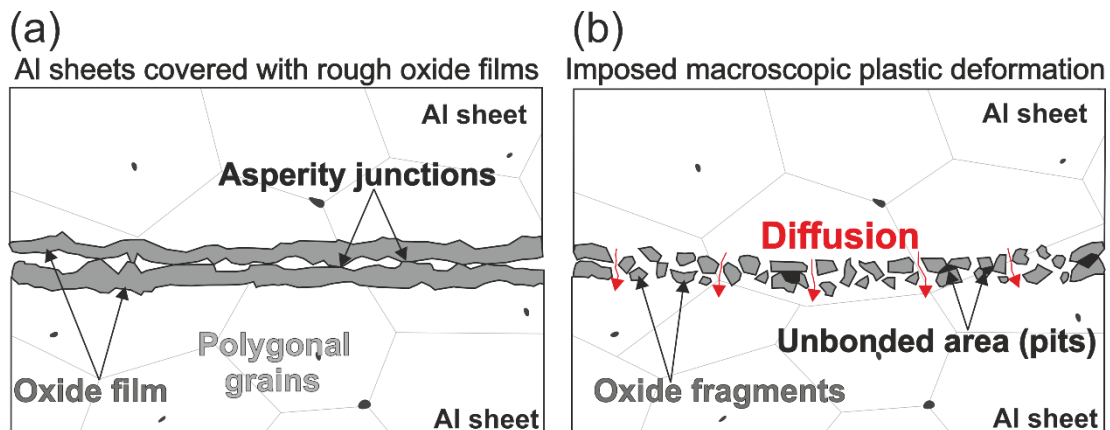 (a)
Al sheets covered with rough oxide films
Al sheet
Asperity junctions
Polygonal
grains
Oxide film
Al sheet
(b)
Imposed macroscopic plastic deformation
Al sheet
Diffusion
Unbonded area (pits)
Oxide fragments
Al sheet